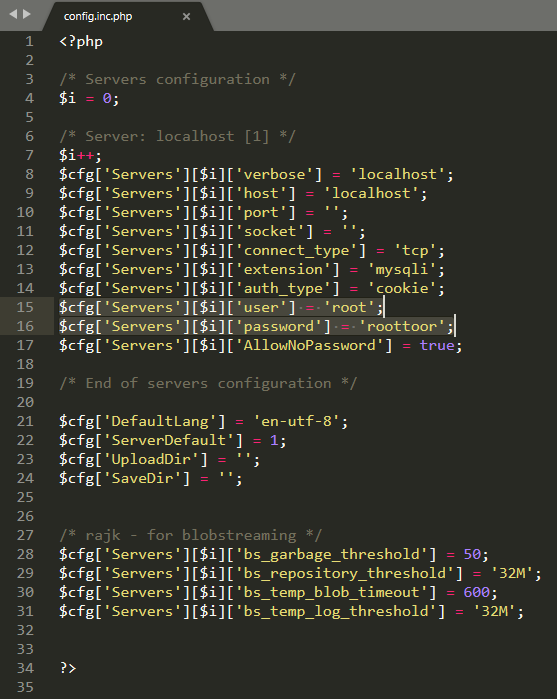 config.inc.php ×
1 <?php
2
3 /* Servers configuration */
4 $i = 0;
5
6 /* Server: localhost [1] */
7 $i++;
8 $cfg['Servers'][$i]['verbose'] = 'localhost';
9 $cfg['Servers'][$i]['host'] = 'localhost';
10 $cfg['Servers'][$i]['port'] = '';
11 $cfg['Servers'][$i]['socket'] = '';
12 $cfg['Servers'][$i]['connect_type'] = 'tcp';
13 $cfg['Servers'][$i]['extension'] = 'mysqli';
14 $cfg['Servers'][$i]['auth_type'] = 'cookie';
15 $cfg['Servers'][$i]['user'] = 'root';
16 $cfg['Servers'][$i]['password'] = 'roottoor';
17 $cfg['Servers'][$i]['AllowNoPassword'] = true;
18
19 /* End of servers configuration */
20
21 $cfg['DefaultLang'] = 'en-utf-8';
22 $cfg['ServerDefault'] = 1;
23 $cfg['UploadDir'] = '';
24 $cfg['SaveDir'] = '';
25
26
27 /* rajk - for blobstreaming */
28 $cfg['Servers'][$i]['bs_garbage_threshold'] = 50;
29 $cfg['Servers'][$i]['bs_repository_threshold'] = '32M';
30 $cfg['Servers'][$i]['bs_temp_blob_timeout'] = 600;
31 $cfg['Servers'][$i]['bs_temp_log_threshold'] = '32M';
32
33
34 ?>
35